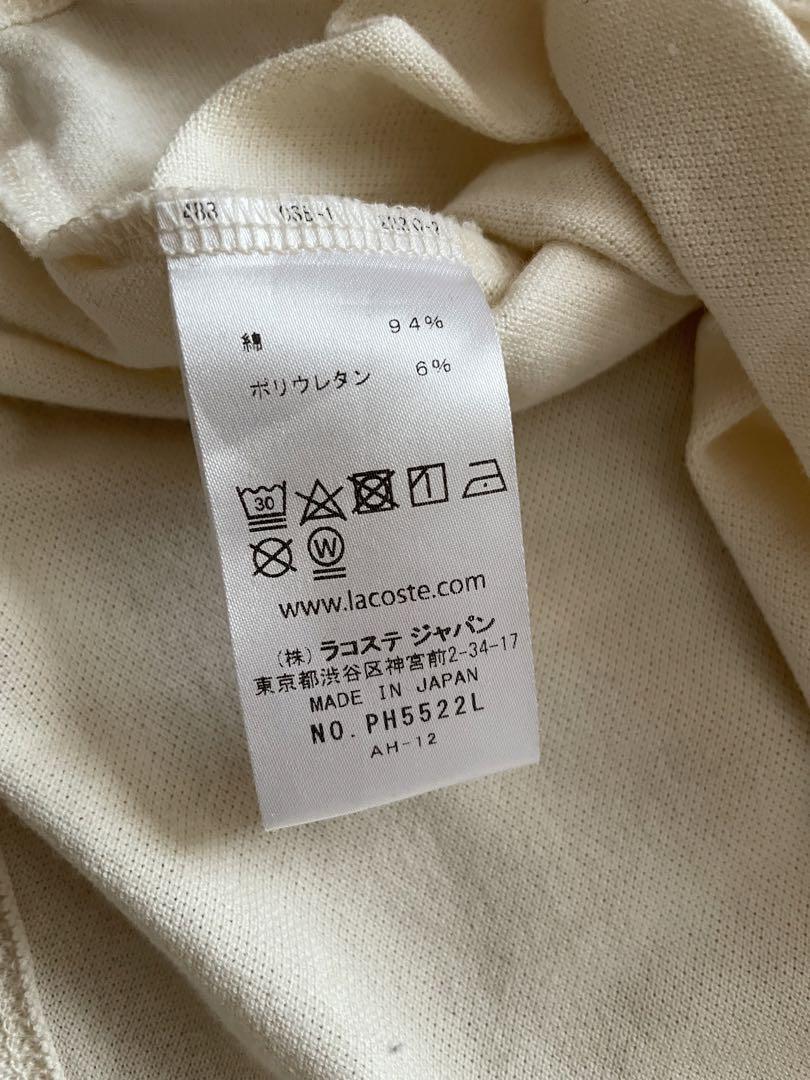 綿 94%
ポリウレタン 6%
30
W
www.lacoste.com
(株) ラコステ ジャパン
東京都渋谷区神宮前2-34-17
MADE IN JAPAN
NO. PH5522L
AH-12